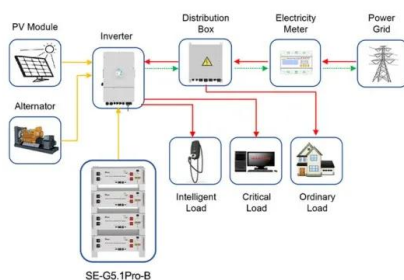 PV Module
Inverter
Distribution
Box
Electricity
Meter
Power
Grid
Alternator
Intelligent
Load
Critical
Load
Ordinary
Load
SE-G5.1Pro-B